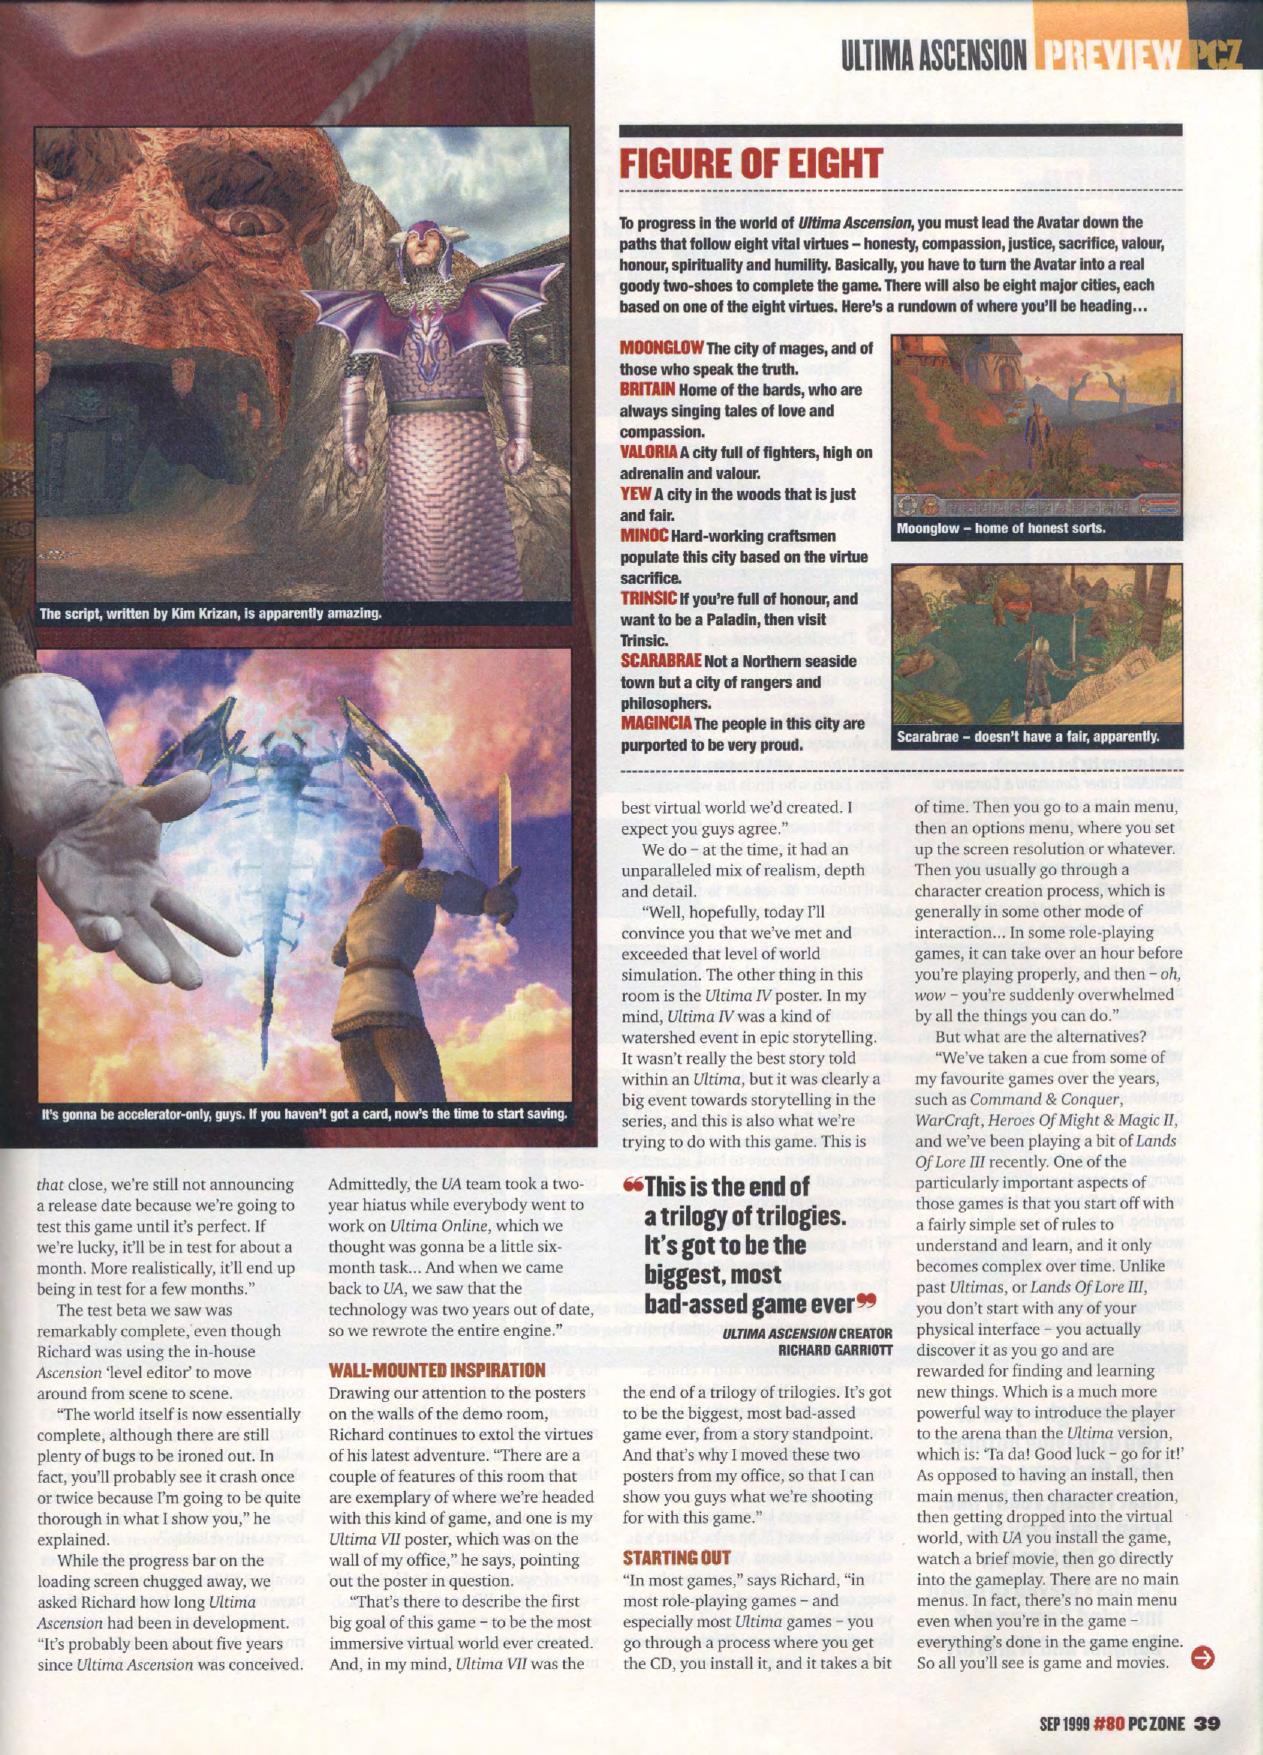 ULTIMA ASCENSION PREVIEW PCZ
The script, written by Kim Krizan, is apparently amazing.
It's gonna be accelerator-only, guys. If you haven't got a card, now's the time to start saving.
FIGURE OF EIGHT
To progress in the world of Ultima Ascension, you must lead the Avatar down the
paths that follow eight vital virtues – honesty, compassion, justice, sacrifice, valour,
honour, spirituality and humility. Basically, you have to turn the Avatar into a real
goody two-shoes to complete the game. There will also be eight major cities, each
based on one of the eight virtues. Here's a rundown of where you'll be heading...
MOONGLOW The city of mages, and of
those who speak the truth.
BRITAIN Home of the bards, who are
always singing tales of love and
compassion.
VALORIA A city full of fighters, high on
adrenalin and valour.
YEW A city in the woods that is just
and fair.
MINOC Hard-working craftsmen
populate this city based on the virtue
sacrifice.
TRINSIC If you're full of honour, and
want to be a Paladin, then visit
Trinsic.
SCARABRAE Not a Northern seaside
town but a city of rangers and
philosophers.
MAGINCIA The people in this city are
purported to be very proud.
Moonglow – home of honest sorts.
Scarabrae – doesn't have a fair, apparently.
that close, we're still not announcing
a release date because we're going to
test this game until it's perfect. If
we're lucky, it'll be in test for about a
month. More realistically, it'll end up
being in test for a few months."
The test beta we saw was
remarkably complete, even though
Richard was using the in-house
Ascension 'level editor' to move
around from scene to scene.
"The world itself is now essentially
complete, although there are still
plenty of bugs to be ironed out. In
fact, you'll probably see it crash once
or twice because I'm going to be quite
thorough in what I show you," he
explained.
While the progress bar on the
loading screen chugged away, we
asked Richard how long Ultima
Ascension had been in development.
"It's probably been about five years
since Ultima Ascension was conceived.
Admittedly, the UA team took a two-
year hiatus while everybody went to
work on Ultima Online, which we
thought was gonna be a little six-
month task... And when we came
back to UA, we saw that the
technology was two years out of date,
so we rewrote the entire engine."
WALL-MOUNTED INSPIRATION
Drawing our attention to the posters
on the walls of the demo room,
Richard continues to extol the virtues
of his latest adventure. "There are a
couple of features of this room that
are exemplary of where we're headed
with this kind of game, and one is my
Ultima VII poster, which was on the
wall of my office," he says, pointing
out the poster in question.
"That's there to describe the first
big goal of this game – to be the most
immersive virtual world ever created.
And, in my mind, Ultima VII was the
best virtual world we'd created. I
expect you guys agree."
We do – at the time, it had an
unparalleled mix of realism, depth
and detail.
"Well, hopefully, today I'll
convince you that we've met and
exceeded that level of world
simulation. The other thing in this
room is the Ultima IV poster. In my
mind, Ultima IV was a kind of
watershed event in epic storytelling.
It wasn't really the best story told
within an Ultima, but it was clearly a
big event towards storytelling in the
series, and this is also what we're
trying to do with this game. This is
"This is the end of
a trilogy of trilogies.
It's got to be the
biggest, most
bad-assed game ever"
ULTIMA ASCENSION CREATOR
RICHARD GARRIOTT
the end of a trilogy of trilogies. It's got
to be the biggest, most bad-assed
game ever, from a story standpoint.
And that's why I moved these two
posters from my office, so that I can
show you guys what we're shooting
for with this game."
STARTING OUT
"In most games," says Richard, "in
most role-playing games – and
especially most Ultima games – you
go through a process where you get
the CD, you install it, and it takes a bit
of time. Then you go to a main menu,
then an options menu, where you set
up the screen resolution or whatever.
Then you usually go through a
character creation process, which is
generally in some other mode of
interaction... In some role-playing
games, it can take over an hour before
you're playing properly, and then – oh,
wow – you're suddenly overwhelmed
by all the things you can do."
But what are the alternatives?
"We've taken a cue from some of
my favourite games over the years,
such as Command & Conquer,
WarCraft, Heroes Of Might & Magic II,
and we've been playing a bit of Lands
Of Lore III recently. One of the
particularly important aspects of
those games is that you start off with
a fairly simple set of rules to
understand and learn, and it only
becomes complex over time. Unlike
past Ultimas, or Lands Of Lore III,
you don't start with any of your
physical interface – you actually
discover it as you go and are
rewarded for finding and learning
new things. Which is a much more
powerful way to introduce the player
to the arena than the Ultima version,
which is: 'Ta da! Good luck – go for it!'
As opposed to having an install, then
main menus, then character creation,
then getting dropped into the virtual
world, with UA you install the game,
watch a brief movie, then go directly
into the gameplay. There are no main
menus. In fact, there's no main menu
even when you're in the game –
everything's done in the game engine.
So all you'll see is game and movies.
SEP 1999 #80 PC ZONE 39